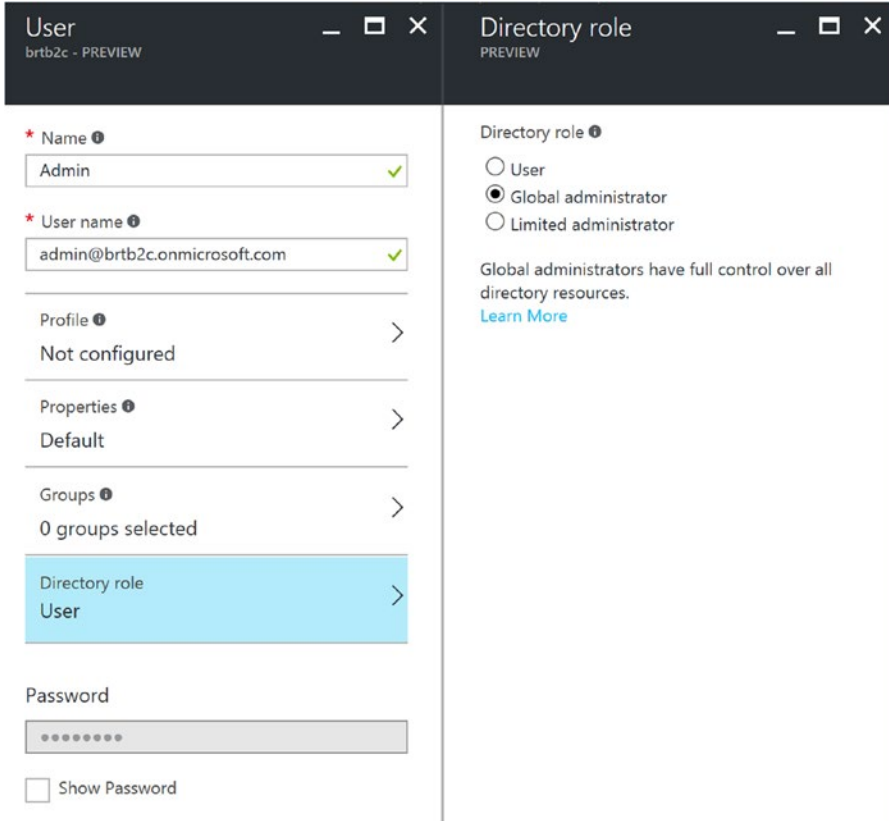 User
brtb2c - PREVIEW
* Name
Admin
* User name
admin@brtb2c.onmicrosoft.com
Profile
Not configured
Properties
Default
Groups
0 groups selected
Directory role
User
Password
Show Password
Directory role
PREVIEW
Directory role
User
Global administrator
Limited administrator
Global administrators have full control over all
directory resources.
Learn More